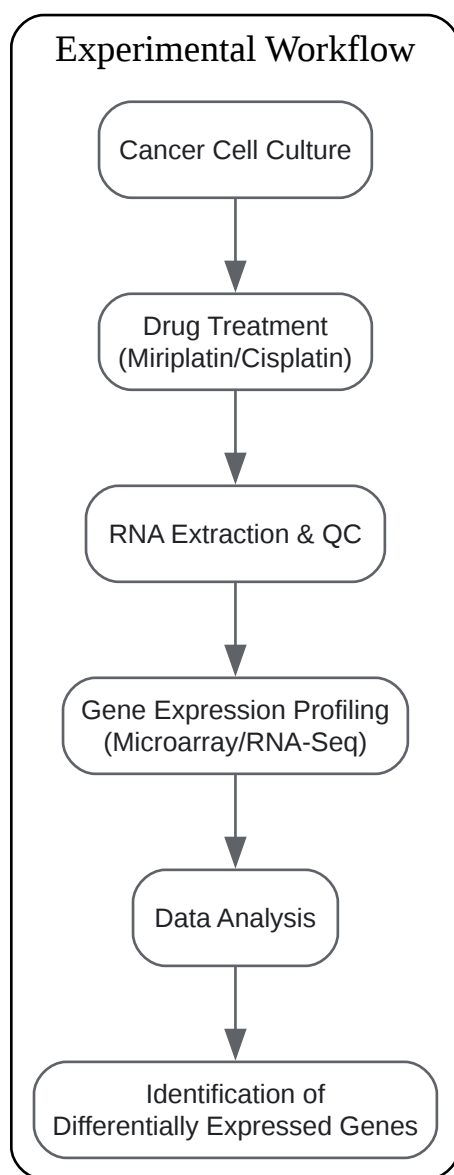 Experimental Workflow
Cancer Cell Culture
Drug Treatment
(Miriplatin/Cisplatin)
RNA Extraction & QC
Gene Expression Profiling
(Microarray/RNA-Seq)
Data Analysis
Identification of
Differentially Expressed Genes